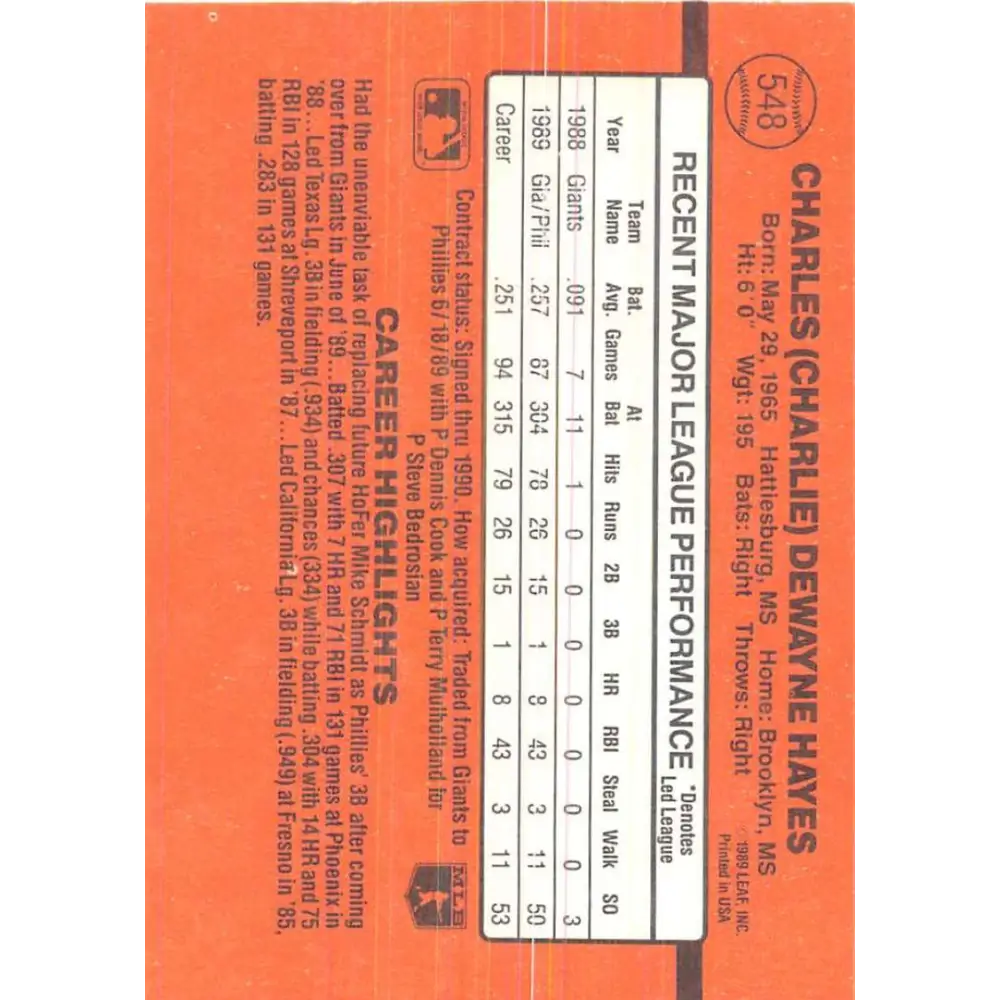 548
CHARLES (CHARLIE) DEWAYNE HAYES
Born: May 29, 1965 Hattiesburg, MS Home: Brooklyn, MS
Ht: 6'0" Wgt: 195 Bats: Right Throws: Right
© 1989 LEAF, INC.
Printed in USA
RECENT MAJOR LEAGUE PERFORMANCE
*Denotes
Led League
Year Team Name Bat. Avg. Games At Bat Hits Runs 2B 3B HR RBI Steal Walk SO
1988 Giants .091 7 11 1 0 0 0 0 0 0 0 3
1989 Gia/Phil .257 87 304 78 26 15 1 8 43 3 11 50
Career .251 94 315 79 26 15 1 8 43 3 11 53
Contract status: Signed thru 1990. How acquired: Traded from Giants to
Phillies 6/18/89 with P Dennis Cook and P Terry Mulholland for
P Steve Bedrosian
MLB
CAREER HIGHLIGHTS
Had the unenviable task of replacing future HoFer Mike Schmidt as Phillies' 3B after coming
over from Giants in June of '89...Batted .307 with 7 HR and 71 RBI in 131 games at Phoenix in
'88...Led Texas Lg. 3B in fielding (.934) and chances (334) while batting .304 with 14 HR and 75
RBI in 128 games at Shreveport in '87...Led California Lg. 3B in fielding (.949) at Fresno in '85,
batting .283 in 131 games.